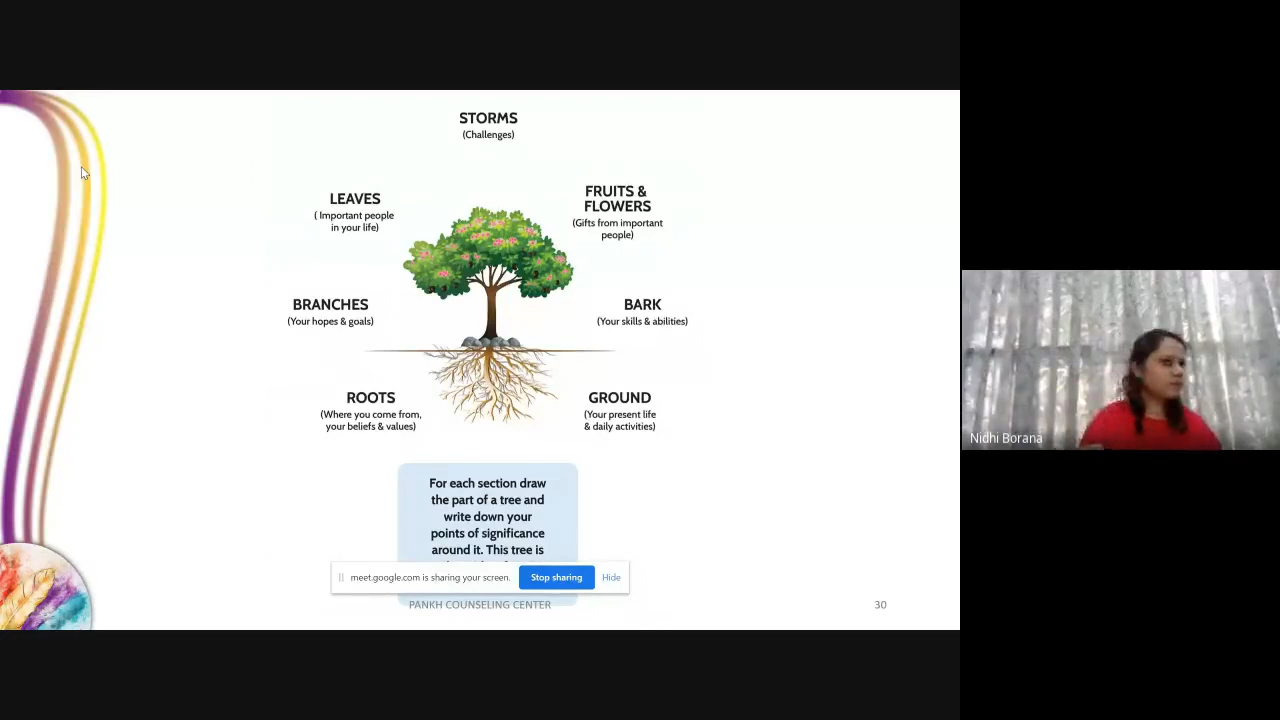 STORMS
(Challenges)
LEAVES
( Important people
in your life)
FRUITS &
FLOWERS
(Gifts from important
people)
BRANCHES
(Your hopes & goals)
BARK
(Your skills & abilities)
ROOTS
(Where you come from,
your beliefs & values)
GROUND
(Your present life
& daily activities)
For each section draw
the part of a tree and
write down your
points of significance
around it. This tree is
meet.google.com is sharing your screen.
Stop sharing
Hide
PANKH COUNSELING CENTER
30
Nidhi Borana